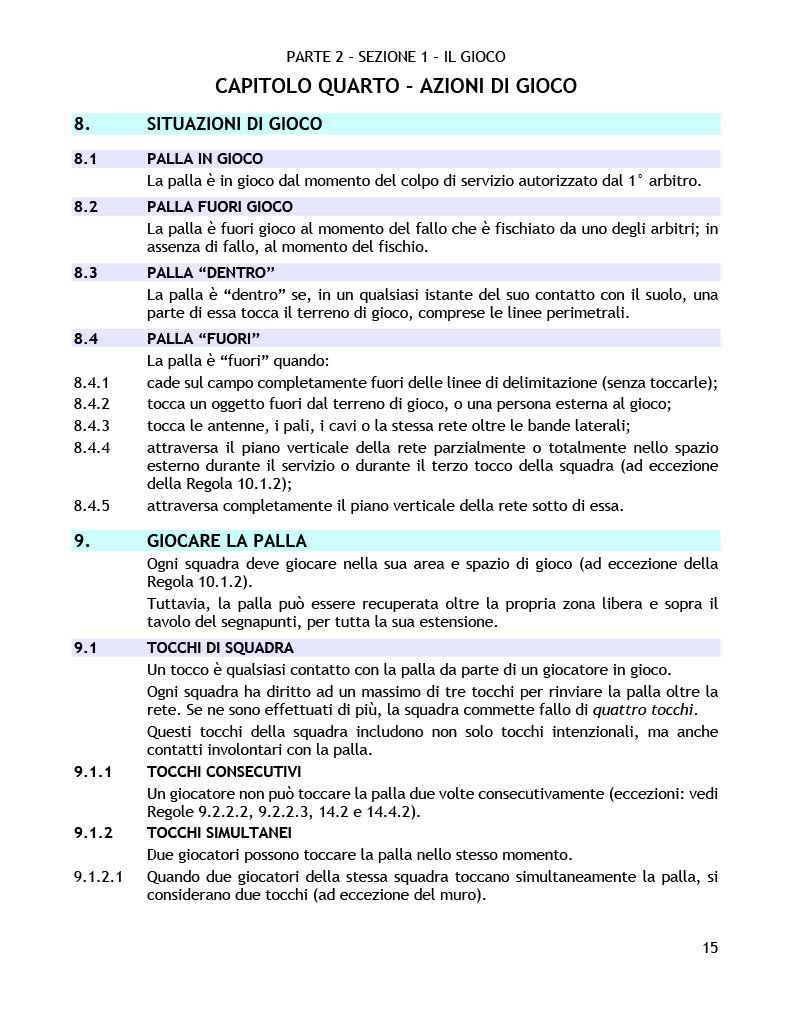 PARTE 2 – SEZIONE 1 – IL GIOCO
CAPITOLO QUARTO – AZIONI DI GIOCO
8. SITUAZIONI DI GIOCO
8.1 PALLA IN GIOCO
La palla è in gioco dal momento del colpo di servizio autorizzato dal 1° arbitro.
8.2 PALLA FUORI GIOCO
La palla è fuori gioco al momento del fallo che è fischiato da uno degli arbitri; in
assenza di fallo, al momento del fischio.
8.3 PALLA “DENTRO”
La palla è “dentro” se, in un qualsiasi istante del suo contatto con il suolo, una
parte di essa tocca il terreno di gioco, comprese le linee perimetrali.
8.4 PALLA “FUORI”
La palla è “fuori” quando:
8.4.1 cade sul campo completamente fuori delle linee di delimitazione (senza toccarle);
8.4.2 tocca un oggetto fuori dal terreno di gioco, o una persona esterna al gioco;
8.4.3 tocca le antenne, i pali, i cavi o la stessa rete oltre le bande laterali;
8.4.4 attraversa il piano verticale della rete parzialmente o totalmente nello spazio
esterno durante il servizio o durante il terzo tocco della squadra (ad eccezione
della Regola 10.1.2);
8.4.5 attraversa completamente il piano verticale della rete sotto di essa.
9. GIOCARE LA PALLA
Ogni squadra deve giocare nella sua area e spazio di gioco (ad eccezione della
Regola 10.1.2).
Tuttavia, la palla può essere recuperata oltre la propria zona libera e sopra il
tavolo del segnapunti, per tutta la sua estensione.
9.1 TOCCHI DI SQUADRA
Un tocco è qualsiasi contatto con la palla da parte di un giocatore in gioco.
Ogni squadra ha diritto ad un massimo di tre tocchi per rinviare la palla oltre la
rete. Se ne sono effettuati di più, la squadra commette fallo di quattro tocchi.
Questi tocchi della squadra includono non solo tocchi intenzionali, ma anche
contatti involontari con la palla.
9.1.1 TOCCHI CONSECUTIVI
Un giocatore non può toccare la palla due volte consecutivamente (eccezioni: vedi
Regole 9.2.2.2, 9.2.2.3, 14.2 e 14.4.2).
9.1.2 TOCCHI SIMULTANEI
Due giocatori possono toccare la palla nello stesso momento.
9.1.2.1 Quando due giocatori della stessa squadra toccano simultaneamente la palla, si
considerano due tocchi (ad eccezione del muro).
15